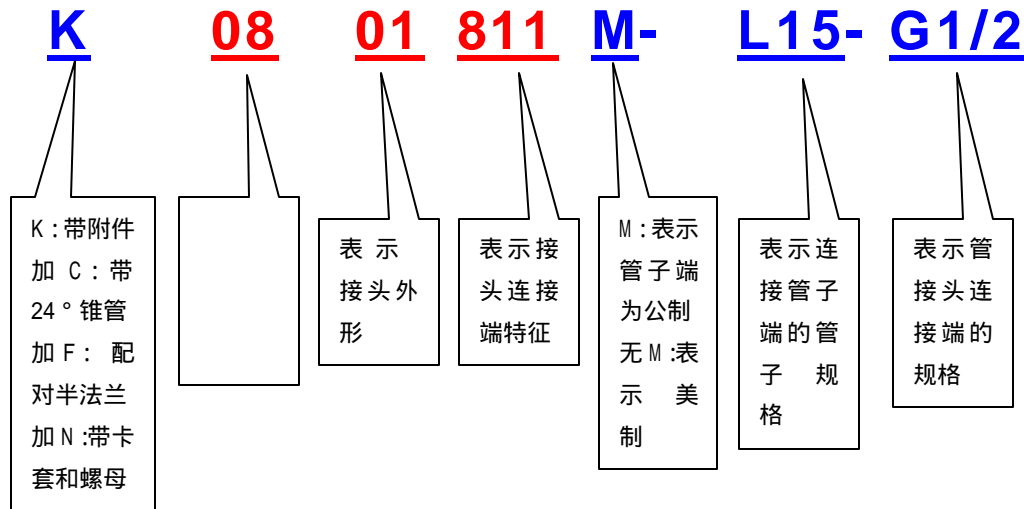 K 08 01 811 M- L15- G1/2
K:带附件
加 C:带
24°锥管
加 F: 配
对半法兰
加 N:带卡
套和螺母
表 示
接头外
形
表示接
头连接
端特征
M:表示
管子端
为公制
无 M:表
示 美
制
表示连
接管子
端的管
子 规
格
表示管
接头连
接端的
规格